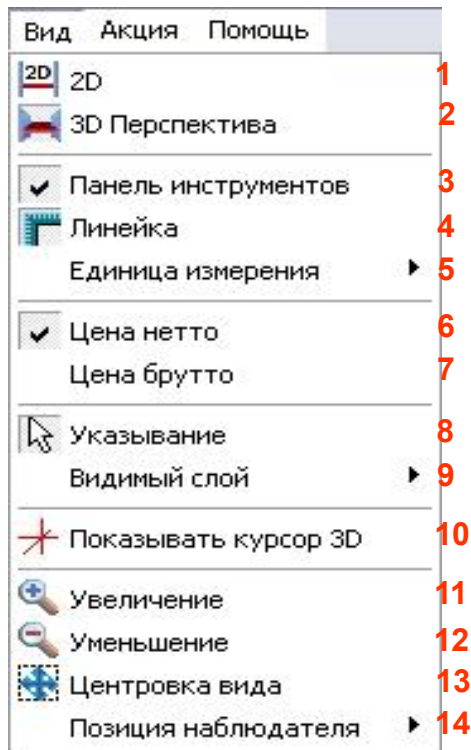 Вид Акция Помощь
2D 2D 1
3D Перспектива 2
Панель инструментов 3
Линейка 4
Единица измерения 5
Цена нетто 6
Цена брутто 7
Указывание 8
Видимый слой 9
Показывать курсор 3D 10
Увеличение 11
Уменьшение 12
Центровка вида 13
Позиция наблюдателя 14